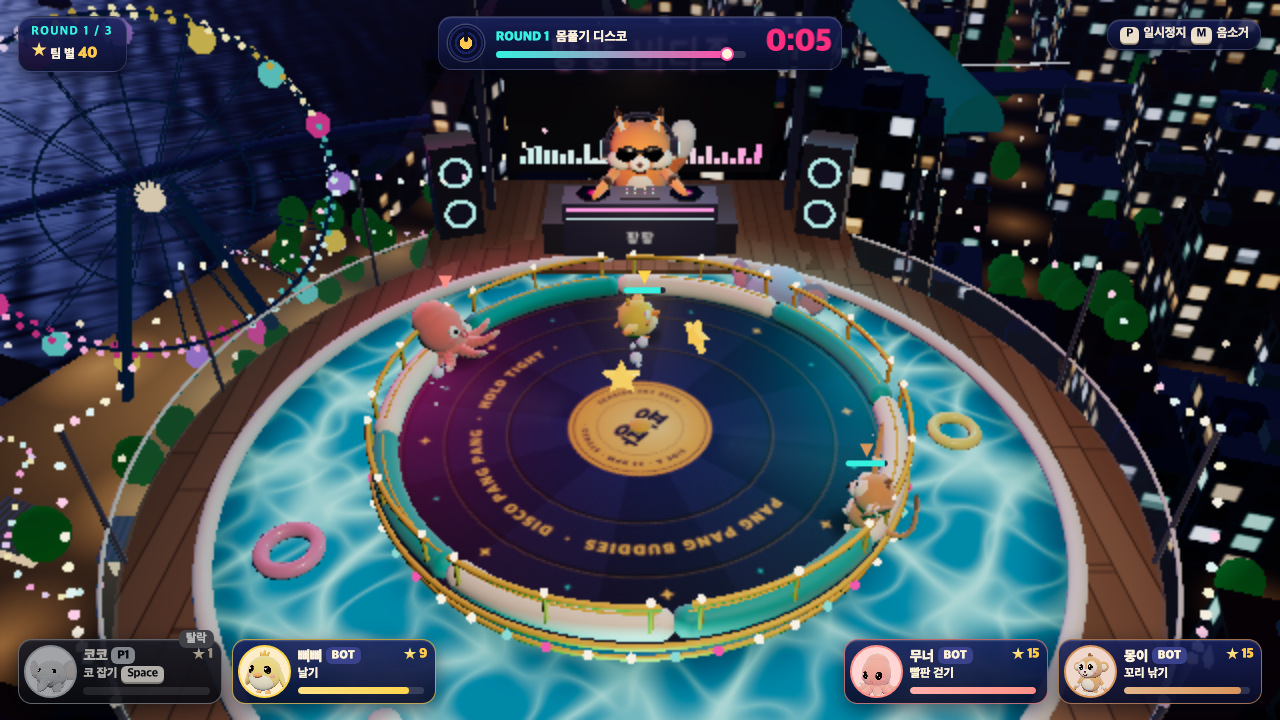 ROUND 1 / 3
팀 별 40
ROUND 1 몸풀기 디스코
0:05
P 일시정지 M 음소거
팡팡
HOLD TIGHT
DISCO PANG PANG
PANG PANG BUDDIES
탈락
코코 P1 ★1
코 잡기 Space
삐삐 BOT ★9
날기
무너 BOT ★15
빨판 걷기
몽이 BOT ★15
꼬리 낚기